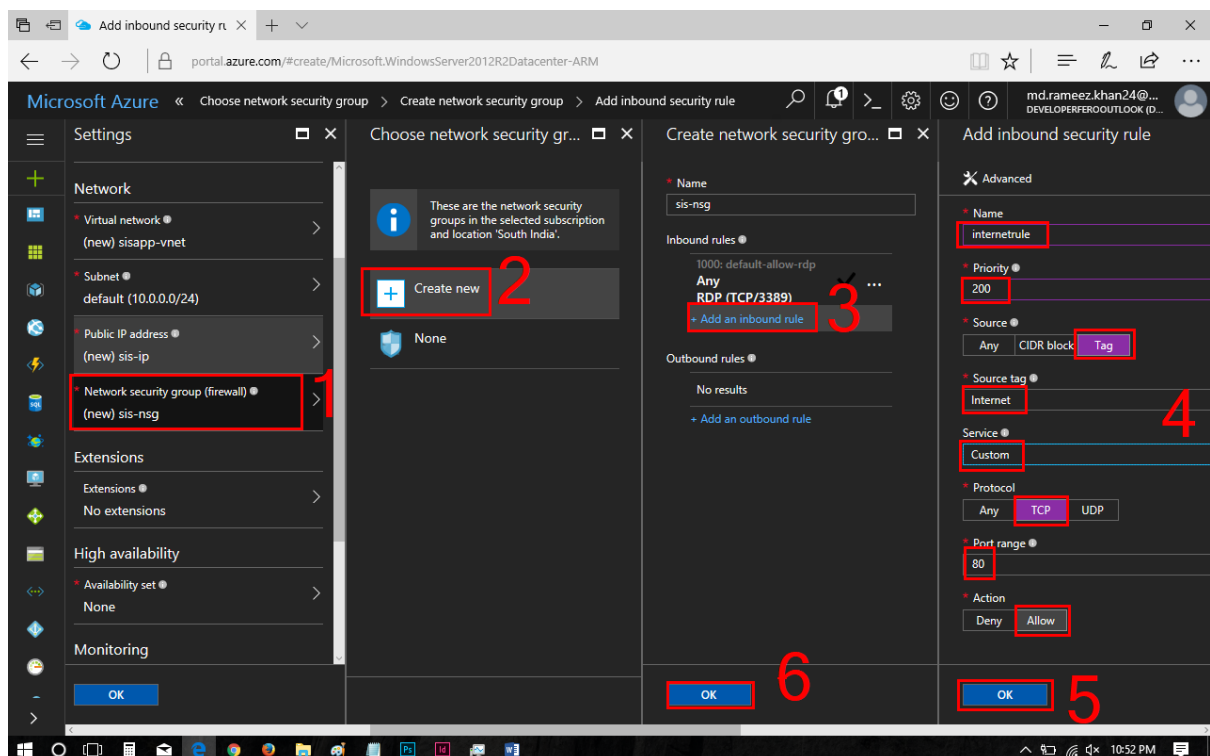 Add inbound security ru
portal.azure.com/#create/Microsoft.WindowsServer2012R2Datacenter-ARM
Microsoft Azure « Choose network security group > Create network security group > Add inbound security rule
1
md.rameez.khan24@...
DEVELOPERFEROOUTLOOK (D...
Settings
Network
* Virtual network
(new) sisapp-vnet
* Subnet
default (10.0.0.0/24)
* Public IP address
(new) sis-ip
* Network security group (firewall)
(new) sis-nsg
1
Extensions
Extensions
No extensions
High availability
* Availability set
None
Monitoring
OK
Choose network security gr...
These are the network security
groups in the selected subscription
and location 'South India'.
Create new
2
None
Create network security gro...
* Name
sis-nsg
Inbound rules
1000: default-allow-rdp
Any
RDP (TCP/3389)
...
+ Add an inbound rule
3
Outbound rules
No results
+ Add an outbound rule
OK
6
Add inbound security rule
Advanced
* Name
internetrule
* Priority
200
* Source
Any CIDR block Tag
* Source tag
Internet
4
Service
Custom
* Protocol
Any TCP UDP
* Port range
80
* Action
Deny Allow
OK
5
SQL
Ps
Id
10:52 PM